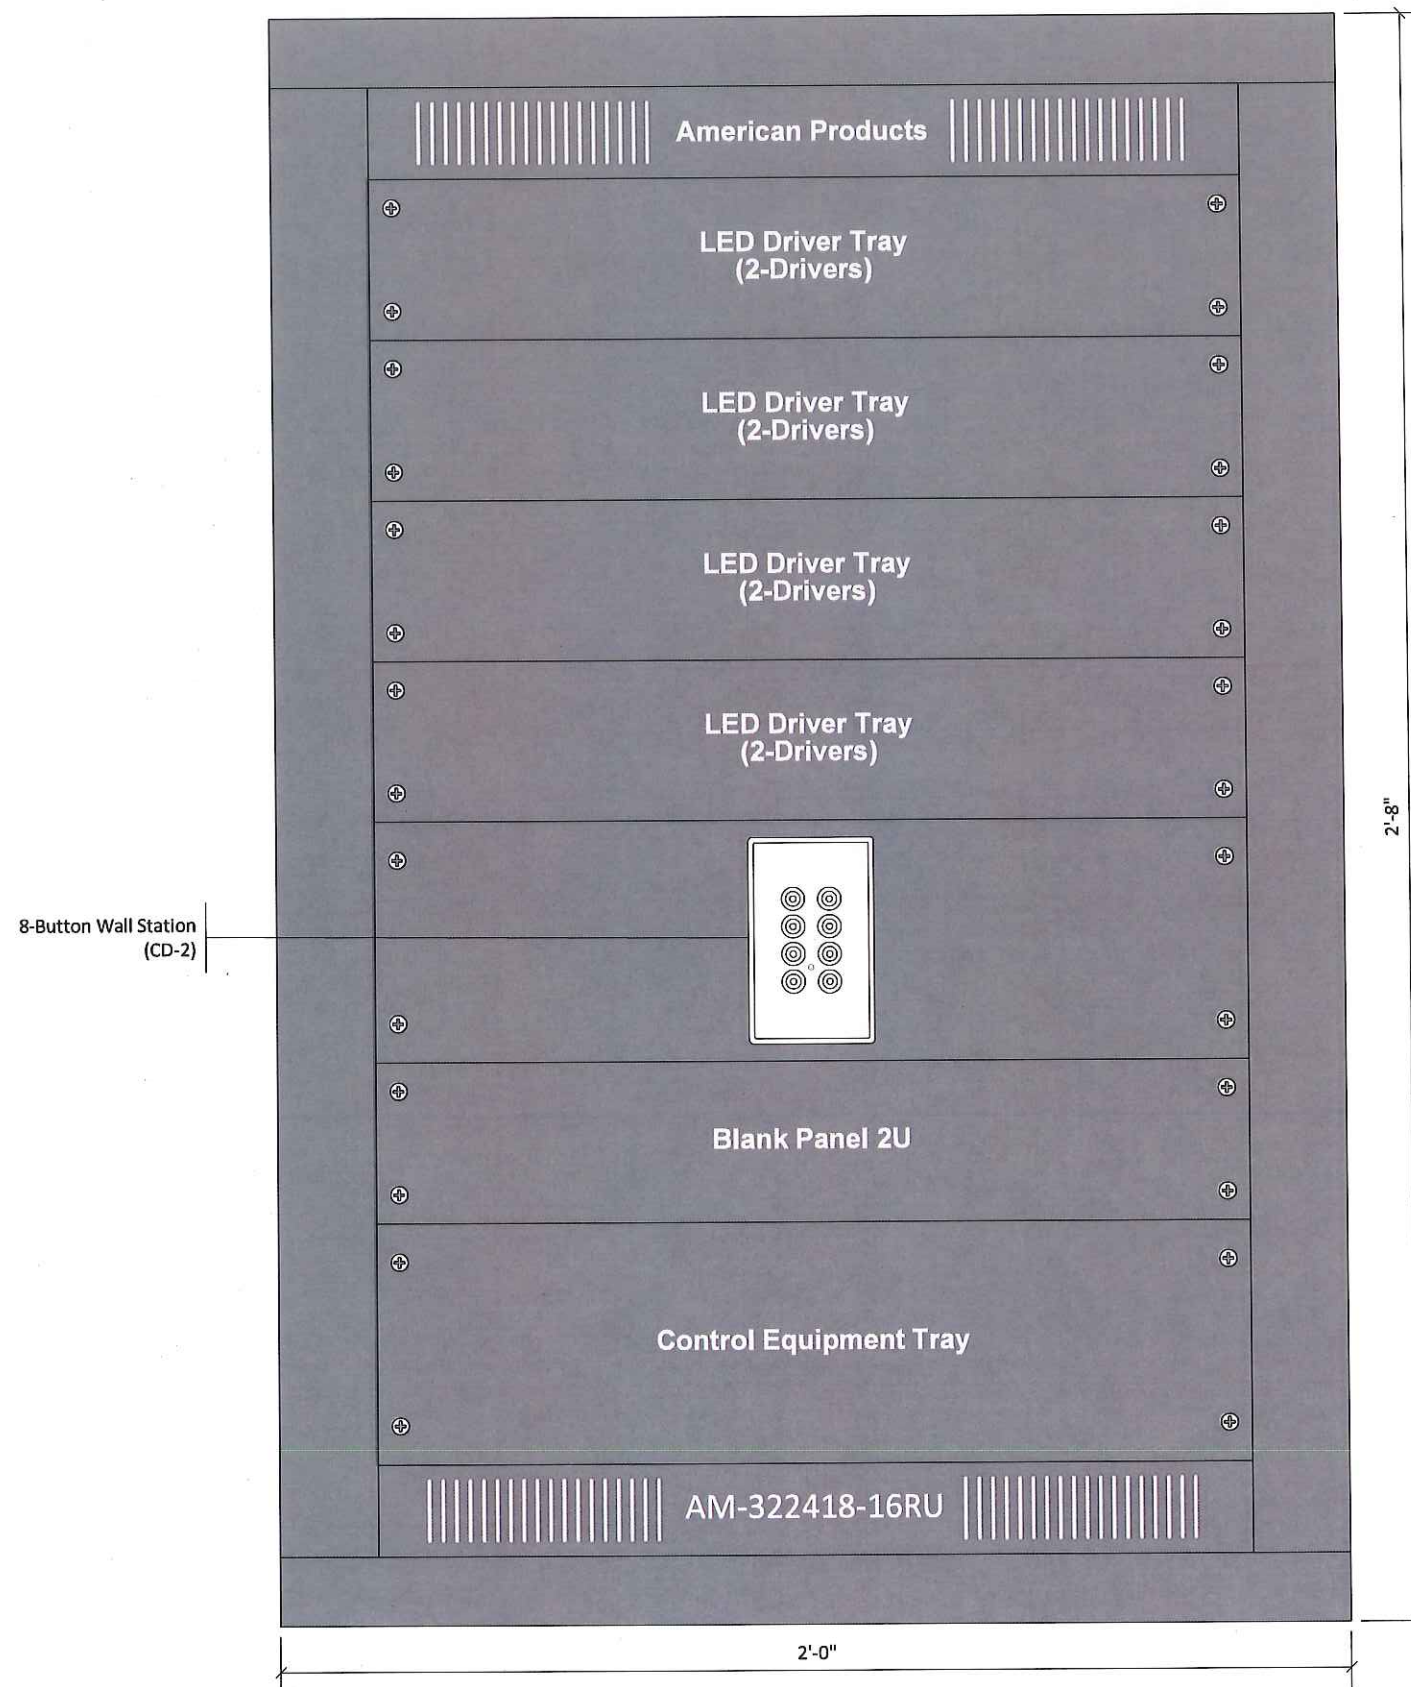 American Products
LED Driver Tray
(2-Drivers)
LED Driver Tray
(2-Drivers)
LED Driver Tray
(2-Drivers)
LED Driver Tray
(2-Drivers)
2'-8"
8-Button Wall Station
(CD-2)
Blank Panel 2U
Control Equipment Tray
AM-322418-16RU
2'-0"